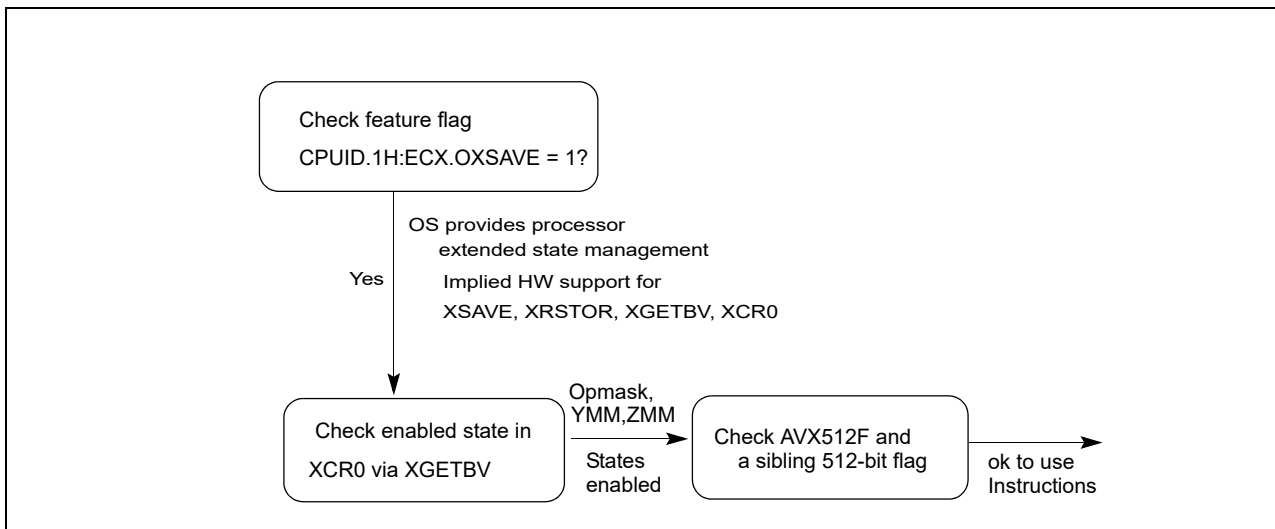 Check feature flag
CPUID.1H:ECX.OXSAVE = 1?
OS provides processor
extended state management
Yes
Implied HW support for
XSAVE, XRSTOR, XGETBV, XCR0
Check enabled state in
XCR0 via XGETBV
Opmask,
YMM,ZMM
States
enabled
Check AVX512F and
a sibling 512-bit flag
ok to use
Instructions